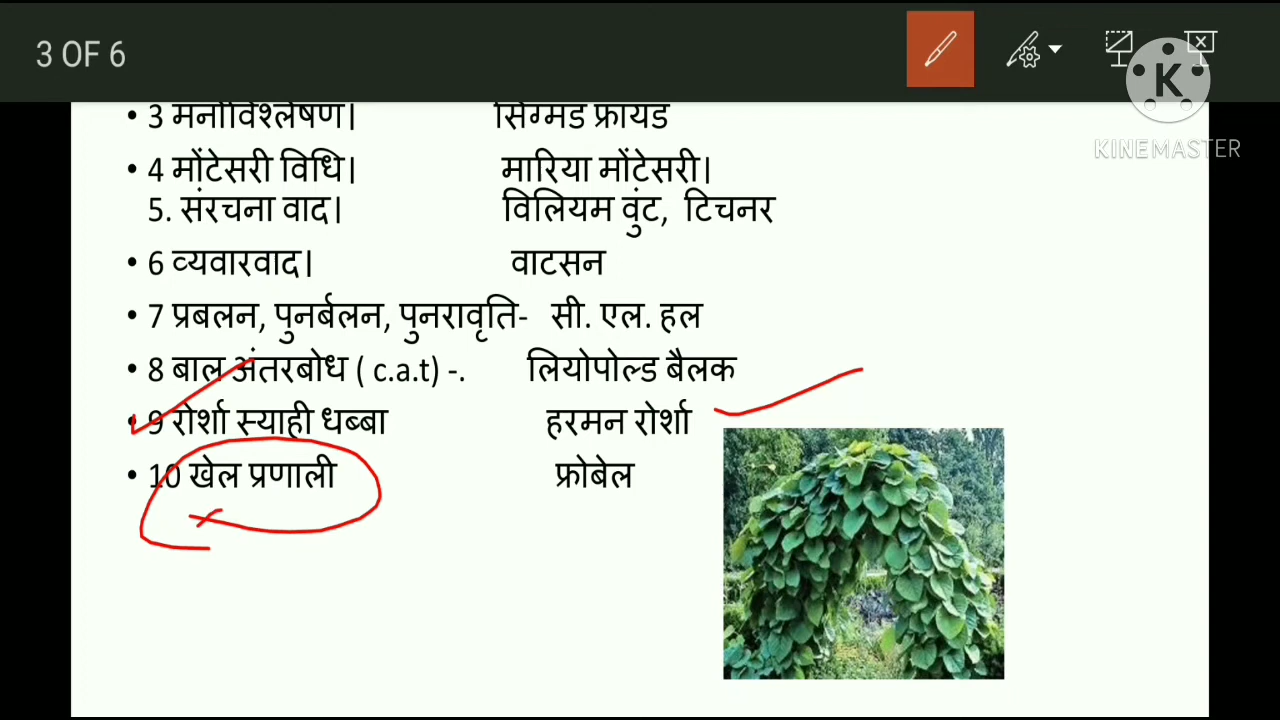 3 OF 6
K
KINEMASTER
• 3 मनोविश्लेषण। सिग्मड फ्रायड
• 4 मोंटेसरी विधि। मारिया मोंटेसरी।
5. संरचना वाद। विलियम वुंट, टिचनर
• 6 व्यवारवाद। वाटसन
• 7 प्रबलन, पुनर्बलन, पुनरावृति- सी. एल. हल
• 8 बाल अंतरबोध ( c.a.t) -. लियोपोल्ड बैलक
• 9 रोर्शा स्याही धब्बा हरमन रोर्शा
• 10 खेल प्रणाली फ्रोबेल